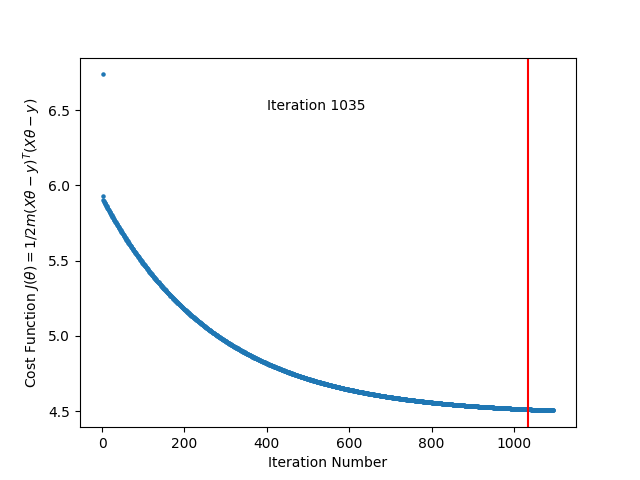 Iteration 1035
6.5
6.0
5.5
5.0
4.5
Cost Function J(θ) = 1/2m(Xθ − y)ᵀ(Xθ − y)
0 200 400 600 800 1000
Iteration Number